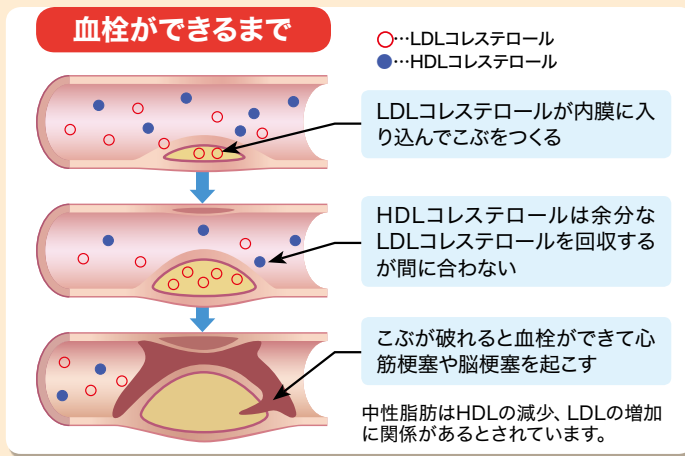 血栓ができるまで
○…LDLコレステロール
●…HDLコレステロール
LDLコレステロールが内膜に入
り込んでこぶをつくる
HDLコレステロールは余分な
LDLコレステロールを回収する
が間に合わない
こぶが破れると血栓ができて心
筋梗塞や脳梗塞を起こす
中性脂肪はHDLの減少、LDLの増加
に関係があるとされています。